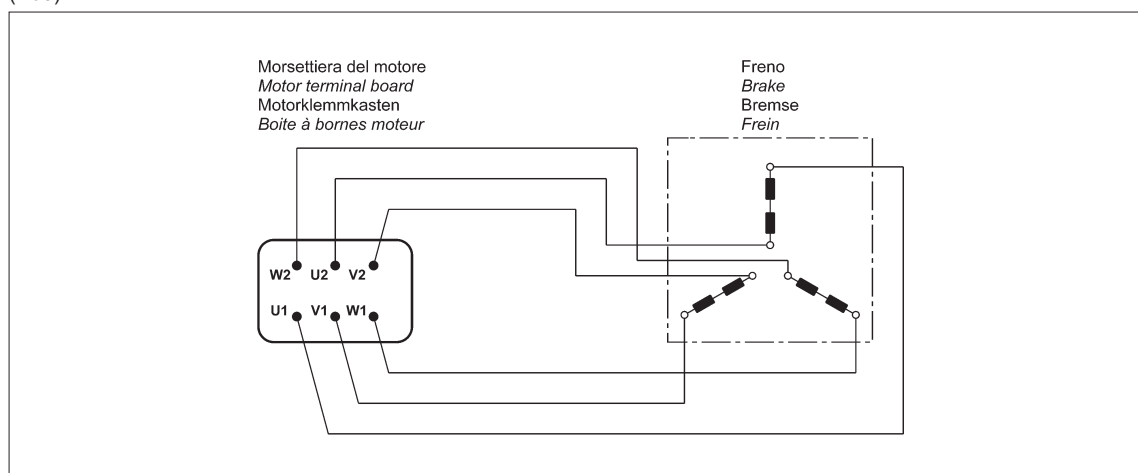 Morsettiera del motore
Motor terminal board
Motorklemmkasten
Boite à bornes moteur
Freno
Brake
Bremse
Frein
W2 U2 V2
U1 V1 W1